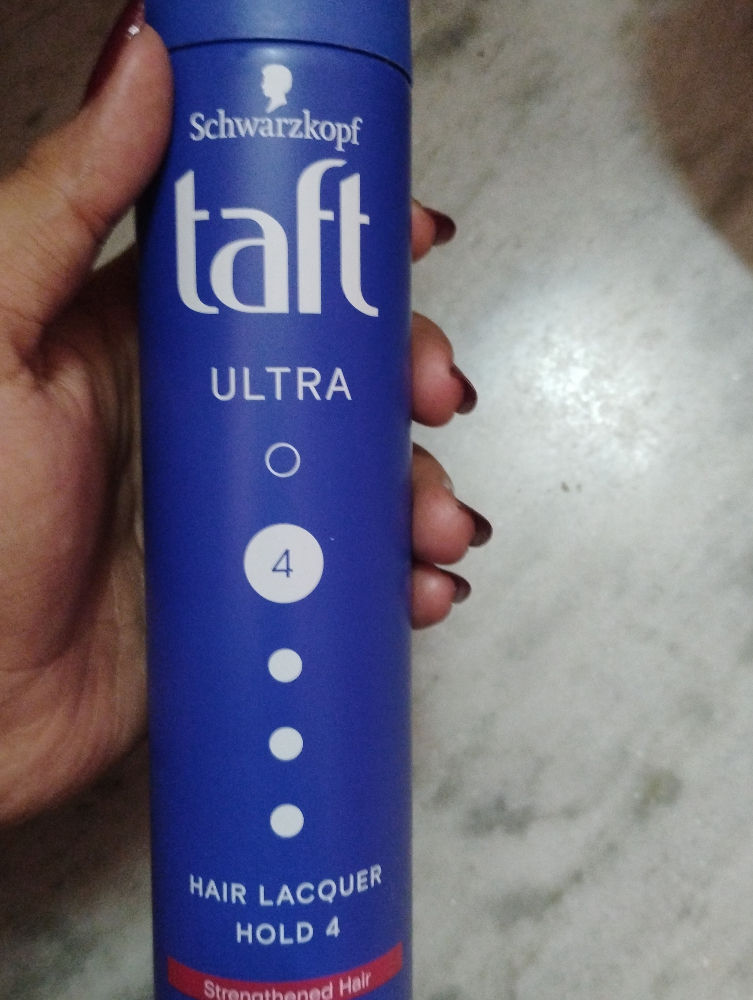 Schwarzkopf
taft
ULTRA
4
HAIR LACQUER
HOLD 4
Strengthened Hair